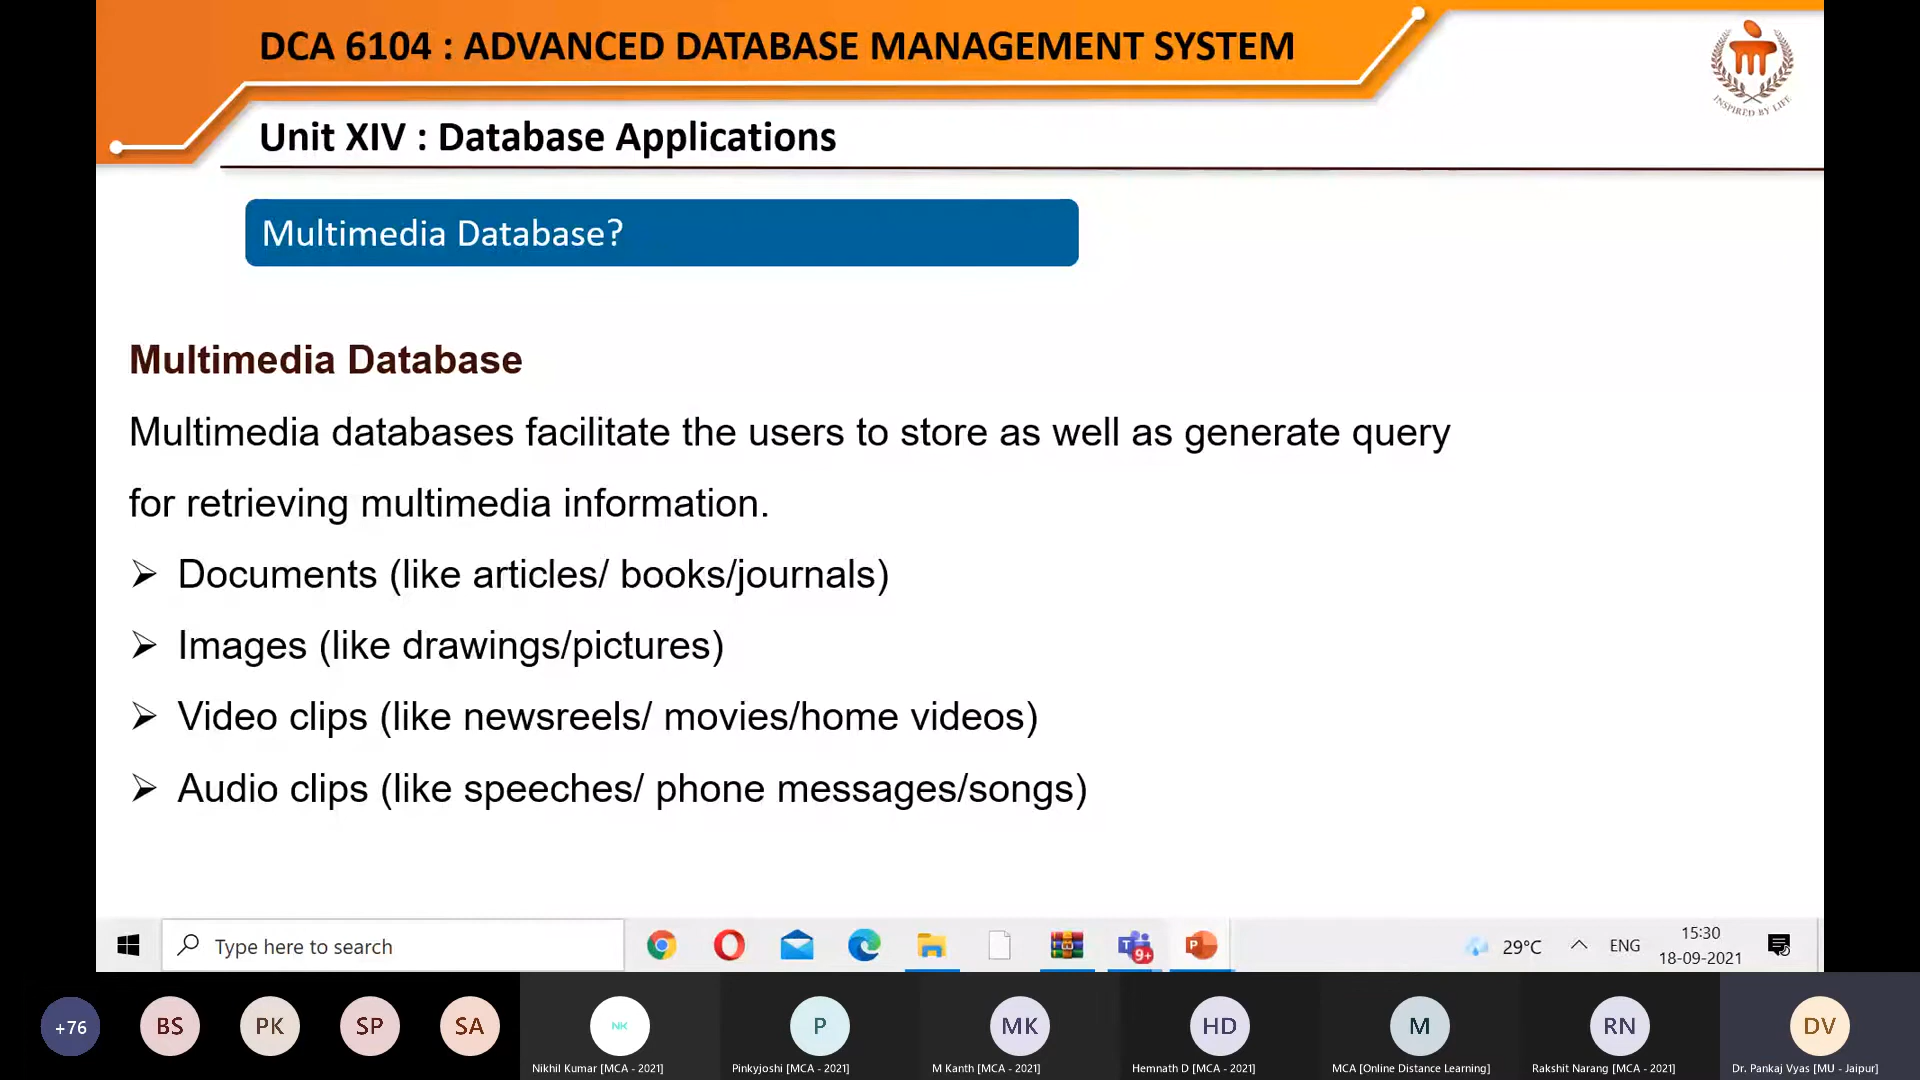 DCA 6104 : ADVANCED DATABASE MANAGEMENT SYSTEM
INSPIRED BY LIFE
Unit XIV : Database Applications
Multimedia Database?
Multimedia Database
Multimedia databases facilitate the users to store as well as generate query
for retrieving multimedia information.
➢ Documents (like articles/ books/journals)
➢ Images (like drawings/pictures)
➢ Video clips (like newsreels/ movies/home videos)
➢ Audio clips (like speeches/ phone messages/songs)
Type here to search
9+
29°C
ENG
15:30
18-09-2021
+76
BS
PK
SP
SA
NK
P
MK
HD
M
RN
DV
Nikhil Kumar [MCA - 2021]
Pinkyjoshi [MCA - 2021]
M Kanth [MCA - 2021]
Hemnath D [MCA - 2021]
MCA [Online Distance Learning]
Rakshit Narang [MCA - 2021]
Dr. Pankaj Vyas [MU - Jaipur]